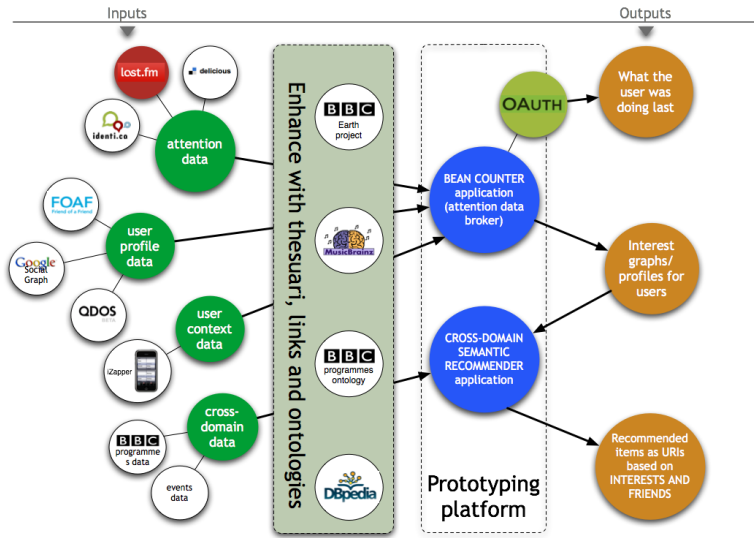 Inputs
Outputs
lost.fm
delicious
identi.ca
attention
data
FOAF
Friend of a Friend
user
profile
data
Google
Social
Graph
QDOS
BETA
user
context
data
iZapper
cross-
domain data
BBC
programme
s data
events
data
Enhance with thesuari, links and ontologies
BBC
Earth
project
MusicBrainz
BBC
programmes
ontology
DBpedia
OAUTH
BEAN COUNTER
application
(attention data
broker)
CROSS-DOMAIN
SEMANTIC
RECOMMENDER
application
Prototyping
platform
What the
user was
doing last
Interest
graphs/
profiles for
users
Recommended
items as URIs
based on
INTERESTS AND
FRIENDS